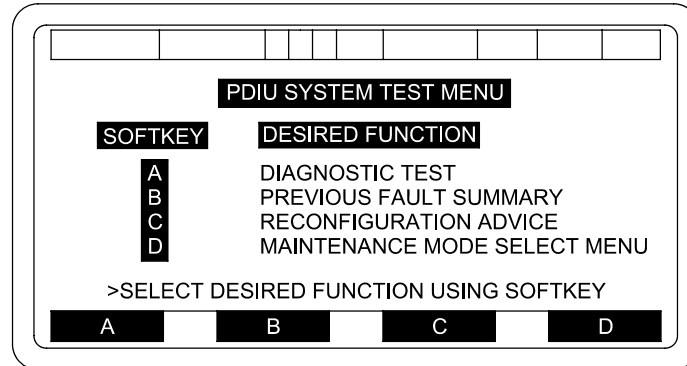 PDIU SYSTEM TEST MENU
SOFTKEY DESIRED FUNCTION
A DIAGNOSTIC TEST
B PREVIOUS FAULT SUMMARY
C RECONFIGURATION ADVICE
D MAINTENANCE MODE SELECT MENU
>SELECT DESIRED FUNCTION USING SOFTKEY
A B C D